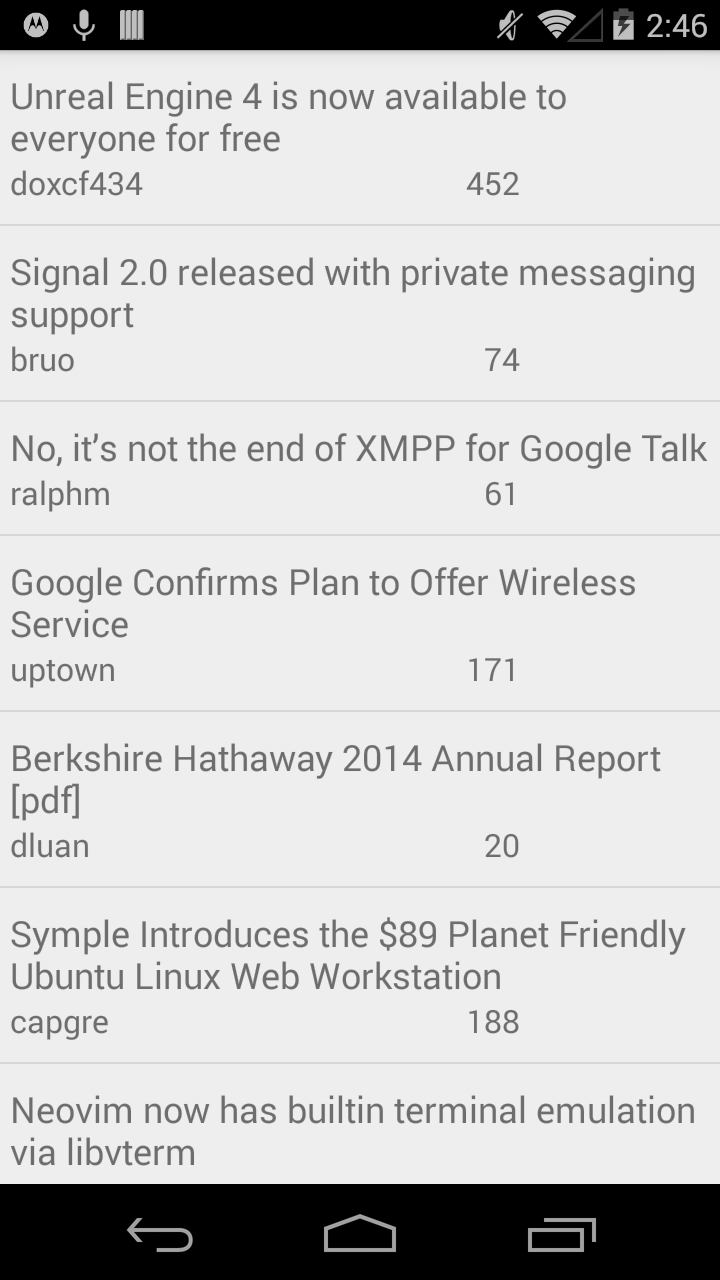 2:46
Unreal Engine 4 is now available to
everyone for free
doxcf434 452
Signal 2.0 released with private messaging
support
bruo 74
No, it's not the end of XMPP for Google Talk
ralphm 61
Google Confirms Plan to Offer Wireless
Service
uptown 171
Berkshire Hathaway 2014 Annual Report
[pdf]
dluan 20
Symple Introduces the $89 Planet Friendly
Ubuntu Linux Web Workstation
capgre 188
Neovim now has builtin terminal emulation
via libvterm